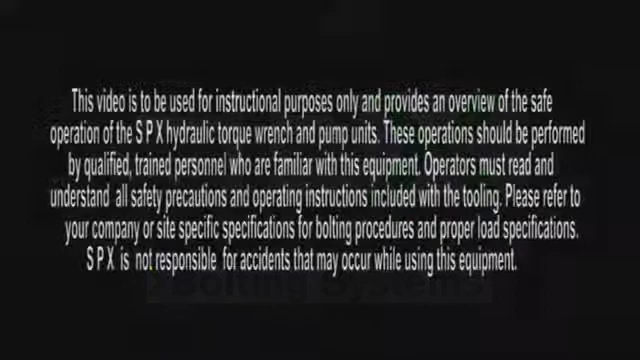 This video is to be used for instructional purposes only and provides an overview of the safe
operation of the S P X hydraulic torque wrench and pump units. These operations should be performed
by qualified, trained personnel who are familiar with this equipment. Operators must read and
understand all safety precautions and operating instructions included with the tooling. Please refer to
your company or site specific specifications for bolting procedures and proper load specifications.
S P X is not responsible for accidents that may occur while using this equipment.
Bolting Systems